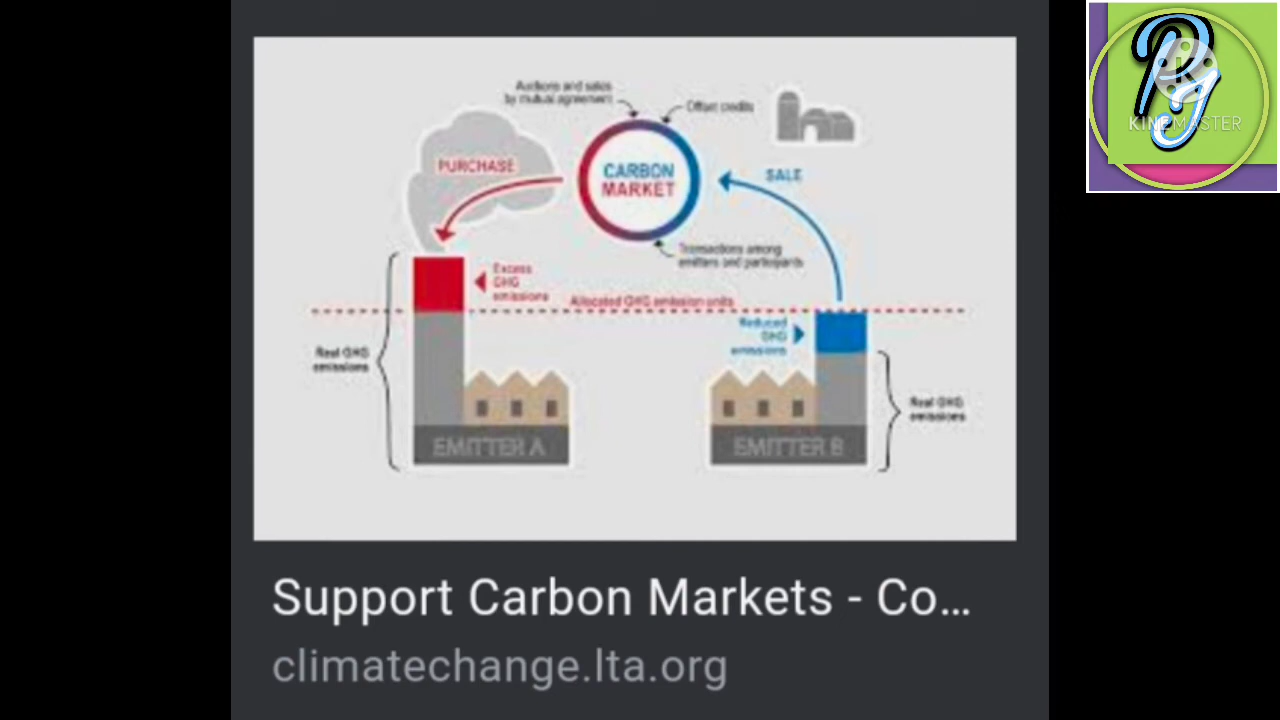 Auctions and sales
by mutual agreement
Offset credits
PURCHASE
CARBON
MARKET
SALE
Transactions among
emitters and participants
Excess
GHG
emissions
Allocated GHG emission units
Reduced
GHG
emissions
Real GHG
emissions
Real GHG
emissions
EMITTER A
EMITTER B
Support Carbon Markets - Co...
climatechange.lta.org
KINEMASTER